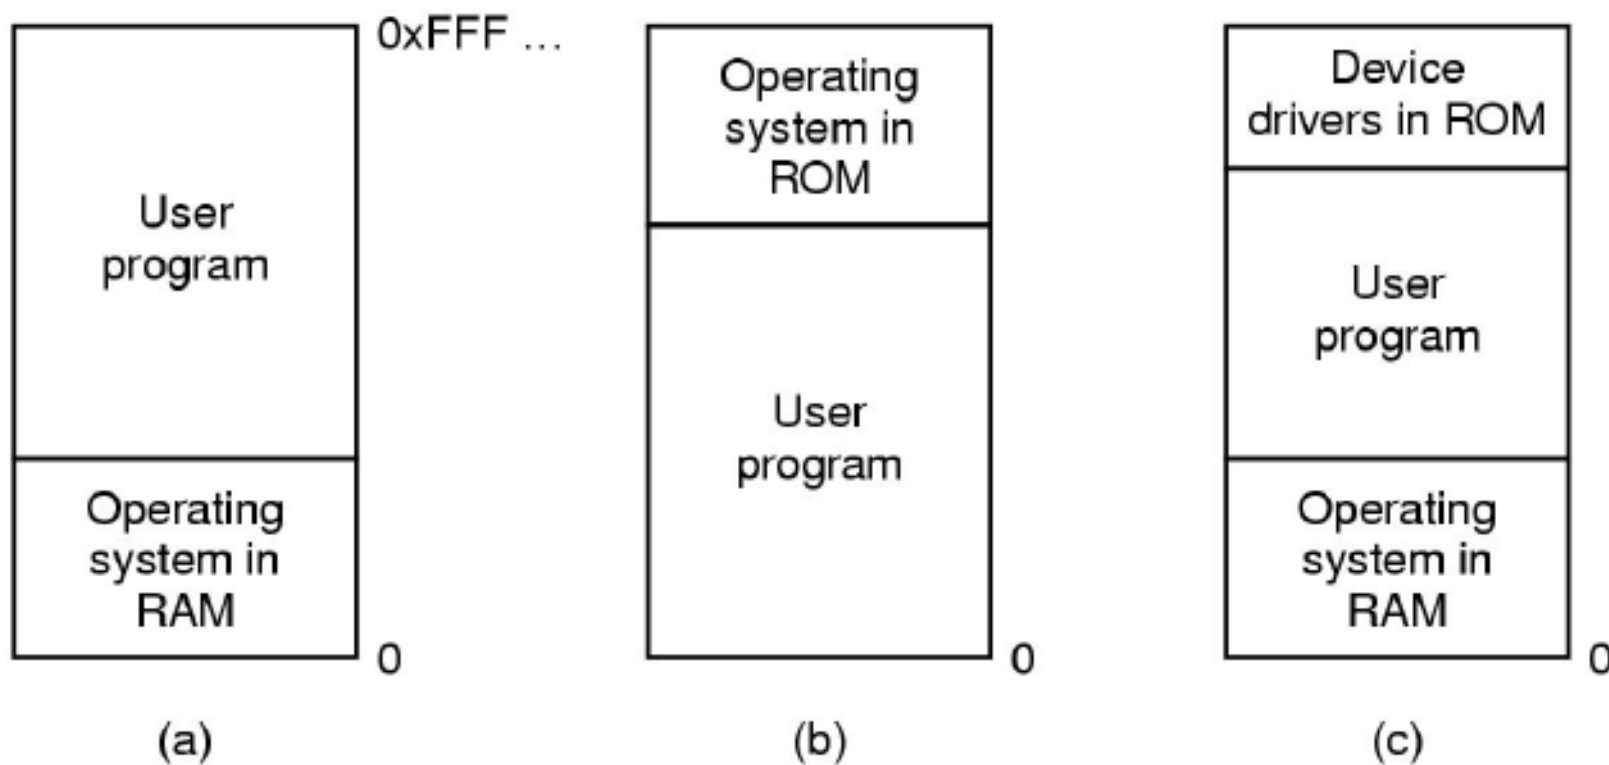 0xFFF ...
User
program
Operating
system in
RAM
0
(a)
Operating
system in
ROM
User
program
0
(b)
Device
drivers in ROM
User
program
Operating
system in
RAM
0
(c)